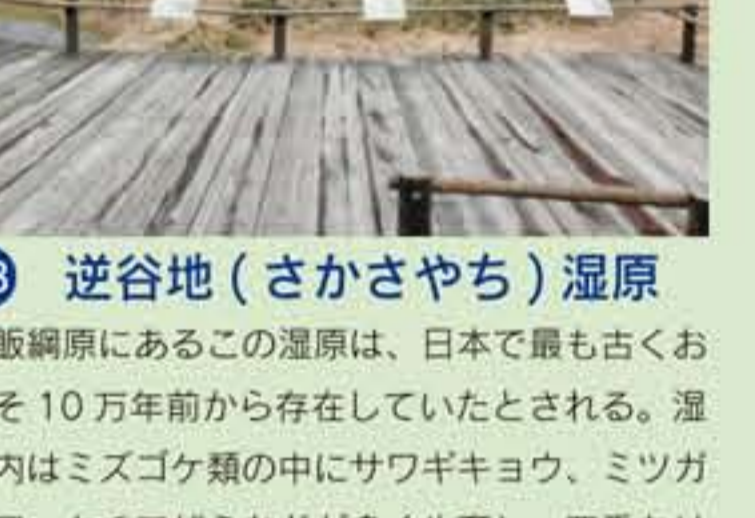 逆谷地(さかさやち)湿原
飯綱原にあるこの湿原は、日本で最も古くお
そ 10 万年前から存在していたとされる。湿
内はミズゴケ類の中にサワギキョウ、ミツガ